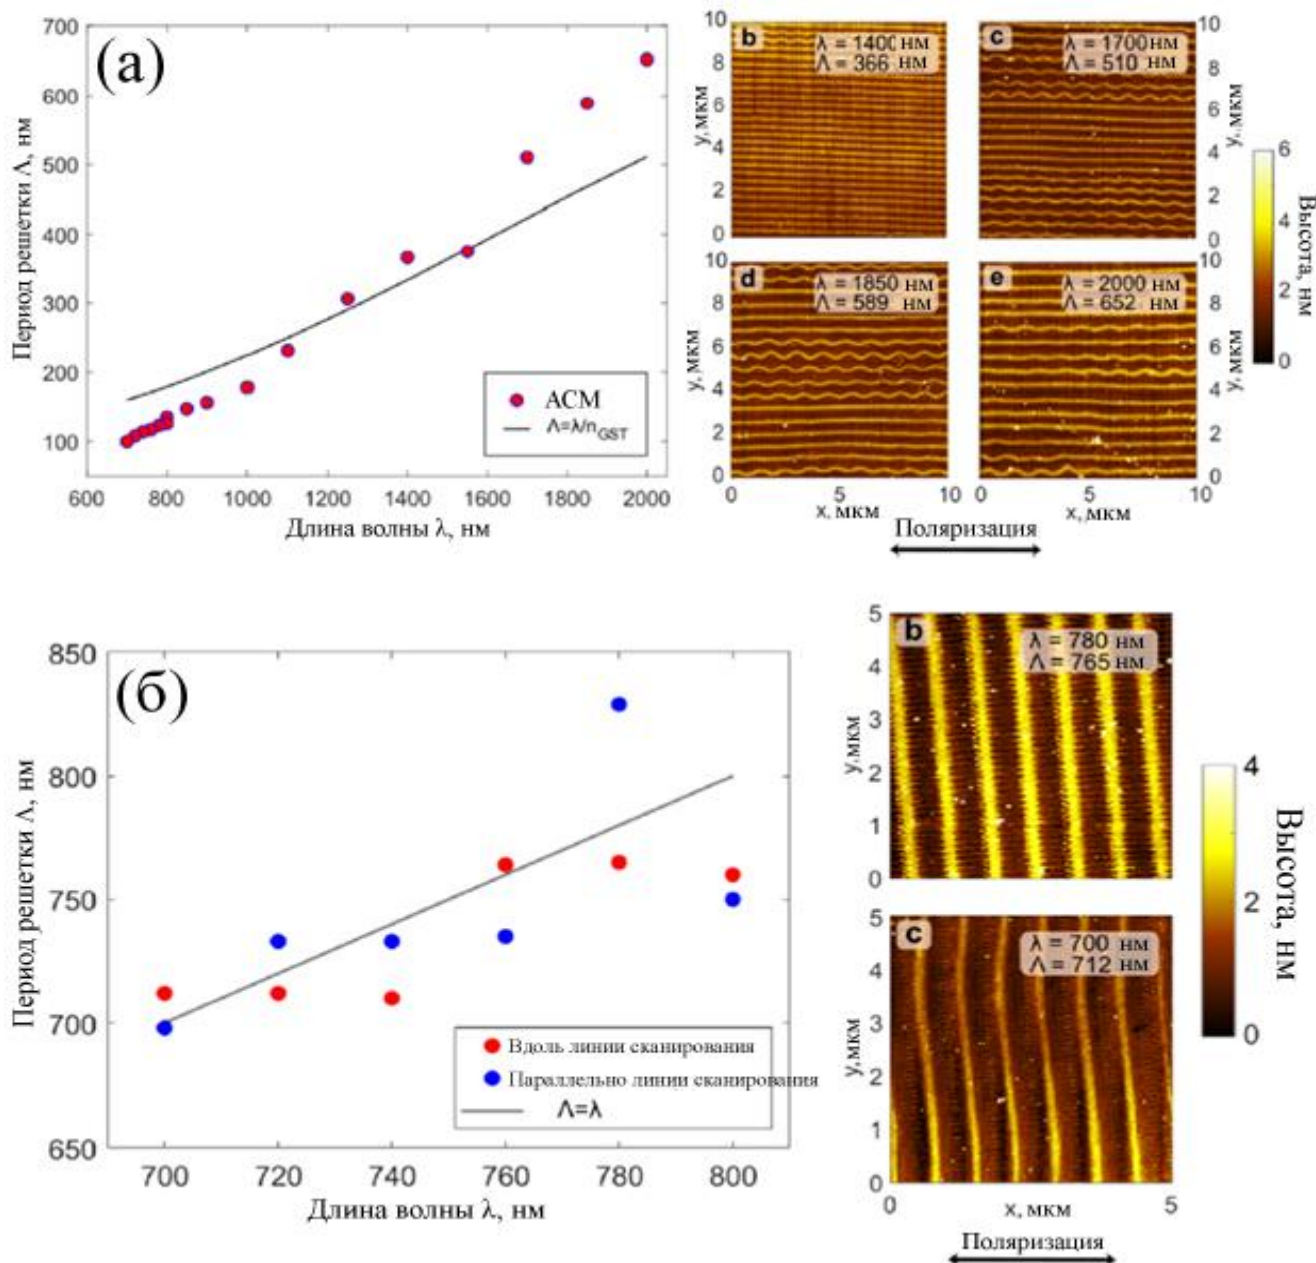 (а)
Период решетки Λ, нм
700
600
500
400
300
200
100
600 800 1000 1200 1400 1600 1800 2000
Длина волны λ, нм
АСМ
Λ=λ/n_GST
b
λ = 1400 нм
Λ = 366 нм
10
8
6
4
2
0
y, мкм
c
λ = 1700 нм
Λ = 510 нм
10
8
6
4
2
0
y, мкм
d
λ = 1850 нм
Λ = 589 нм
10
8
6
4
2
0
y, мкм
0 5 10
x, мкм
e
λ = 2000 нм
Λ = 652 нм
10
8
6
4
2
0
y, мкм
0 5 10
x, мкм
Поляризация
6
4
2
0
Высота, нм
(б)
Период решетки Λ, нм
850
800
750
700
650
700 720 740 760 780 800
Длина волны λ, нм
Вдоль линии сканирования
Параллельно линии сканирования
Λ=λ
b
λ = 780 нм
Λ = 765 нм
5
4
3
2
1
0
y,мкм
c
λ = 700 нм
Λ = 712 нм
5
4
3
2
1
0
y,мкм
0 5
x, мкм
Поляризация
4
2
0
Высота, нм